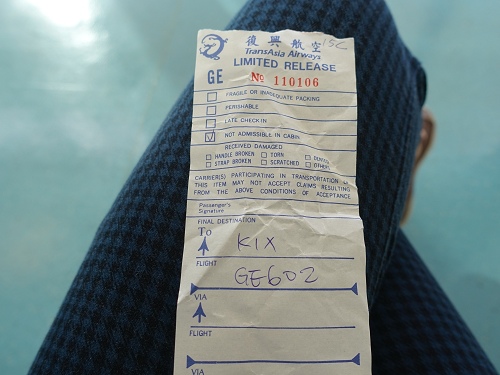 復興航空 15C
TransAsia Airways
LIMITED RELEASE
GE № 110106
FRAGILE OR INADEQUATE PACKING
PERISHABLE
LATE CHECK IN
NOT ADMISSIBLE IN CABIN
RECEIVED DAMAGED
HANDLE BROKEN TORN
STRAP BROKEN SCRATCHED OTHER
CARRIER(S) PARTICIPATING IN TRANSPORTATION OF
THIS ITEM MAY NOT ACCEPT CLAIMS RESULTING
FROM THE ABOVE CONDITIONS OF ACCEPTANCE
Passenger's
Signature
FINAL DESTINATION
To
KIX
FLIGHT
GE602
VIA
FLIGHT
VIA